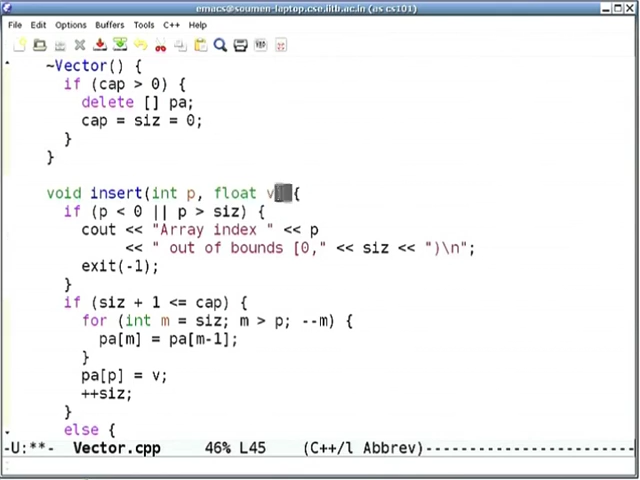 emacs@soumen-laptop.cse.iitb.ac.in (as cs101)
File Edit Options Buffers Tools C++ Help
~Vector() {
if (cap > 0) {
delete [] pa;
cap = siz = 0;
}
}
void insert(int p, float v {
if (p < 0 || p > siz) {
cout << "Array index " << p
<< " out of bounds [0," << siz << ")\n";
exit(-1);
}
if (siz + 1 <= cap) {
for (int m = siz; m > p; --m) {
pa[m] = pa[m-1];
}
pa[p] = v;
++siz;
}
else {
-U:**- Vector.cpp 46% L45 (C++/l Abbrev)-----------------------